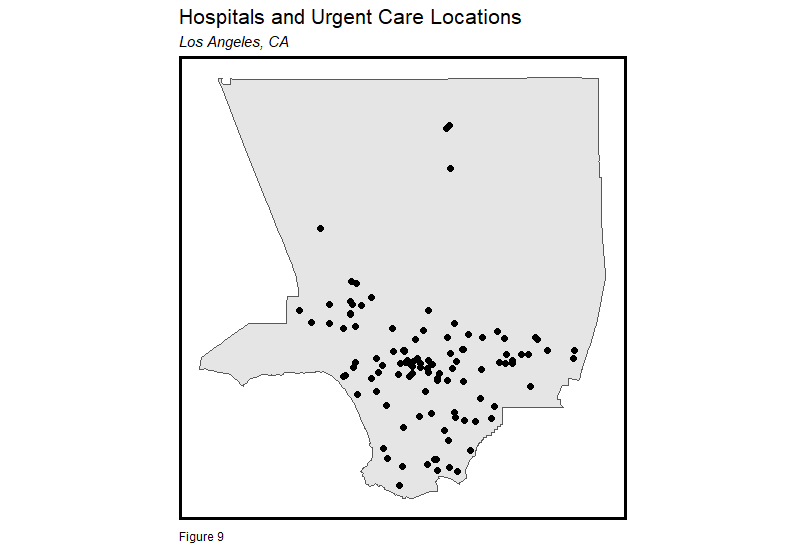 Hospitals and Urgent Care Locations
Los Angeles, CA
Figure 9